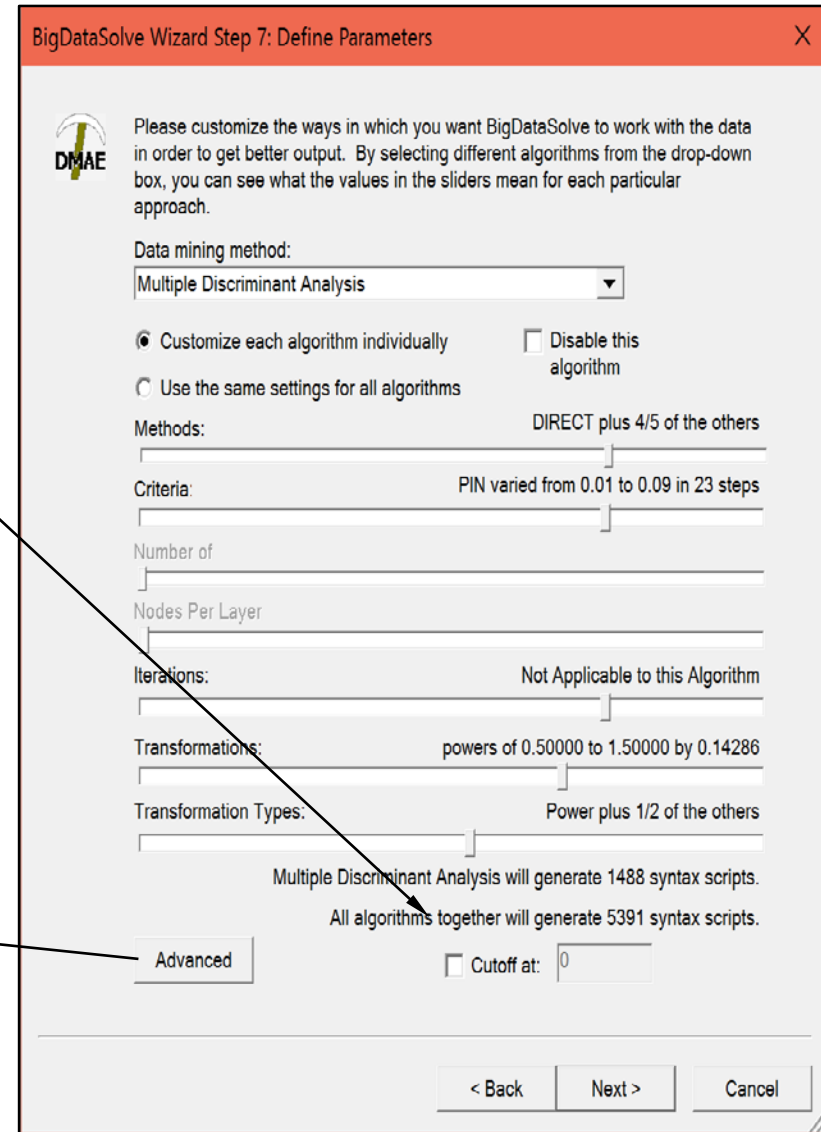 BigDataSolve Wizard Step 7: Define Parameters X
DMAE
Please customize the ways in which you want BigDataSolve to work with the data
in order to get better output. By selecting different algorithms from the drop-down
box, you can see what the values in the sliders mean for each particular
approach.
Data mining method:
Multiple Discriminant Analysis
Customize each algorithm individually
Disable this
algorithm
Use the same settings for all algorithms
Methods: DIRECT plus 4/5 of the others
Criteria: PIN varied from 0.01 to 0.09 in 23 steps
Number of
Nodes Per Layer
Iterations: Not Applicable to this Algorithm
Transformations: powers of 0.50000 to 1.50000 by 0.14286
Transformation Types: Power plus 1/2 of the others
Multiple Discriminant Analysis will generate 1488 syntax scripts.
All algorithms together will generate 5391 syntax scripts.
Advanced
Cutoff at: 0
< Back Next > Cancel